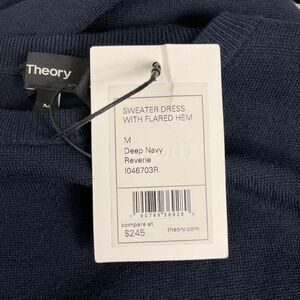 Theory
M
SWEATER DRESS
WITH FLARED HEM
M
Deep Navy
Reverie
I046703R
compare at
$245
theory.com